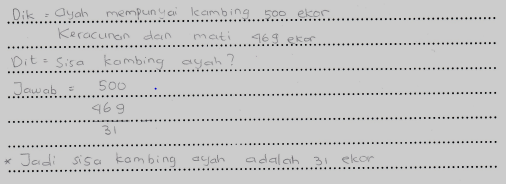 Dik = Ayah mempunyai kambing 500 ekor
Keracunan dan mati 469 ekor
Dit = Sisa kambing ayah?
Jawab = 500
469
31
* Jadi sisa kambing ayah adalah 31 ekor